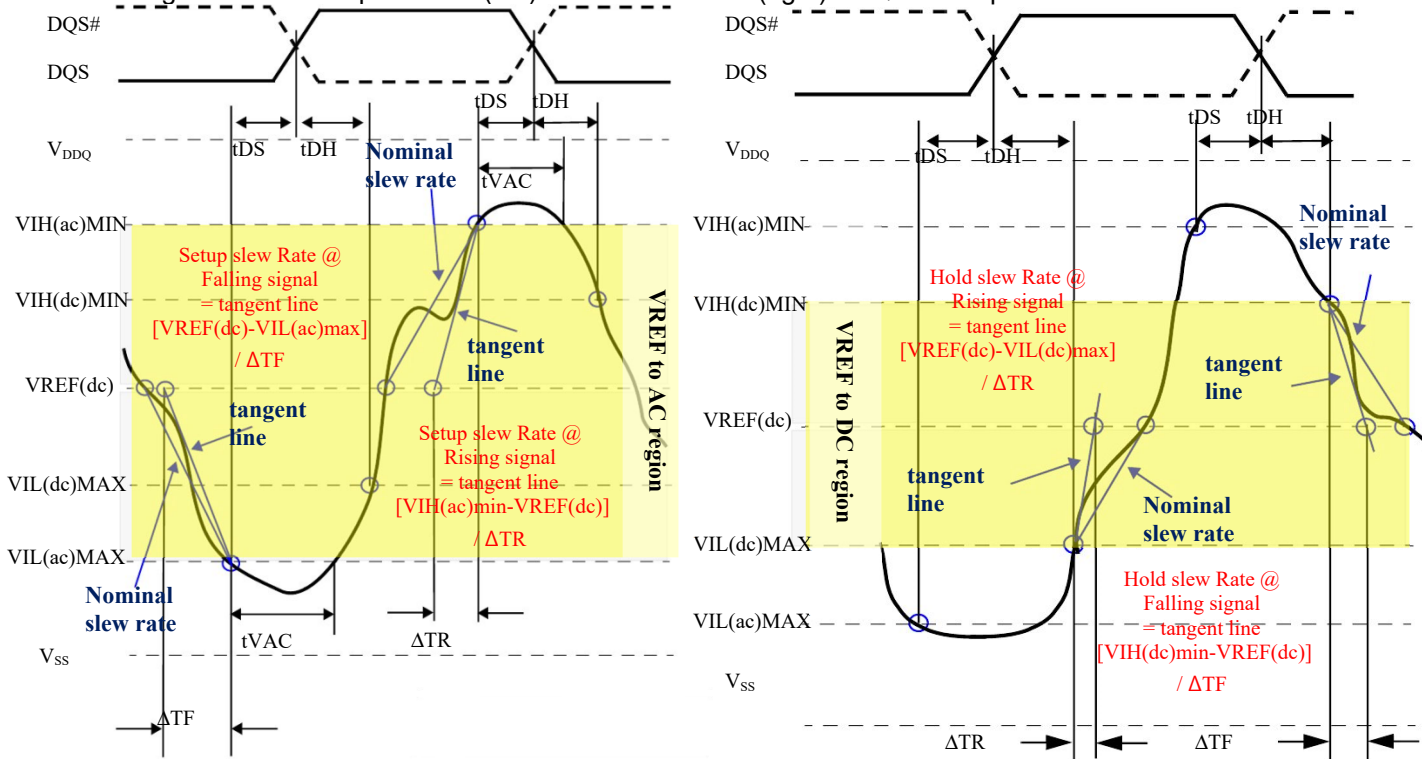 DQS#
DQS
tDS
tDH
tDS
tDH
VDDQ
Nominal
slew rate
tVAC
VIH(ac)MIN
Setup slew Rate @
Falling signal
= tangent line
[VREF(dc)-VIL(ac)max]
/ ΔTF
VIH(dc)MIN
tangent
line
VREF to AC region
VREF(dc)
tangent
line
Setup slew Rate @
Rising signal
= tangent line
[VIH(ac)min-VREF(dc)]
/ ΔTR
VIL(dc)MAX
VIL(ac)MAX
Nominal
slew rate
tVAC
ΔTR
VSS
ΔTF
DQS#
DQS
tDS
tDH
tDS
tDH
VDDQ
VIH(ac)MIN
Nominal
slew rate
Hold slew Rate @
Rising signal
= tangent line
[VREF(dc)-VIL(dc)max]
/ ΔTR
VIH(dc)MIN
VREF to DC region
tangent
line
VREF(dc)
tangent
line
Nominal
slew rate
VIL(dc)MAX
Hold slew Rate @
Falling signal
= tangent line
[VIH(dc)min-VREF(dc)]
/ ΔTF
VIL(ac)MAX
VSS
ΔTR
ΔTF